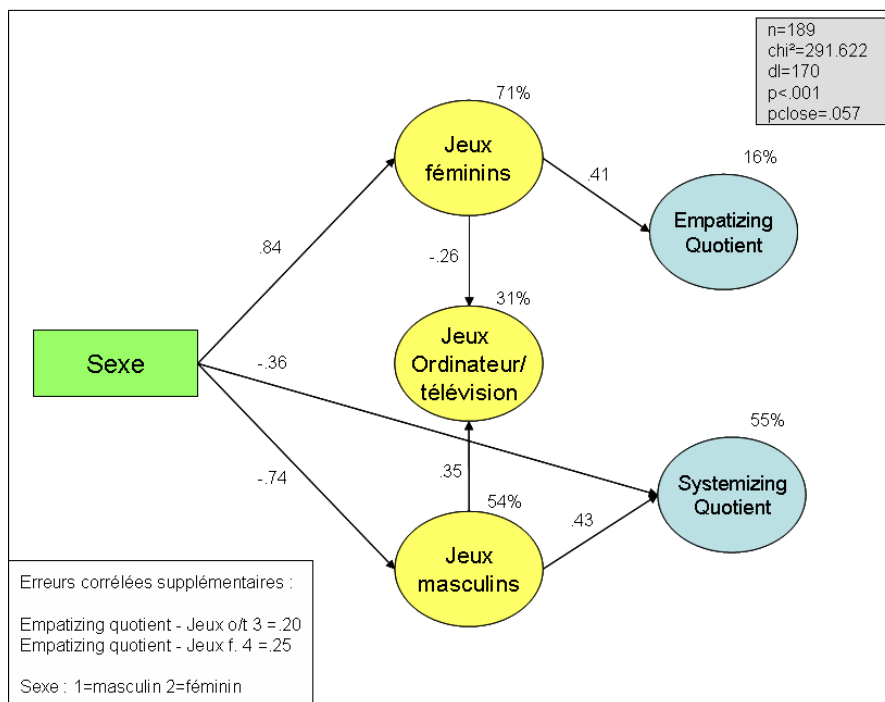 n=189
chi²=291.622
dl=170
p<.001
pclose=.057
71%
Jeux
féminins
16%
.41
Empatizing
Quotient
.84
-.26
31%
Jeux
Ordinateur/
télévision
Sexe
-.36
55%
-.74
.35
54%
.43
Systemizing
Quotient
Jeux
masculins
Erreurs corrélées supplémentaires :
Empatizing quotient - Jeux o/t 3 =.20
Empatizing quotient - Jeux f. 4 =.25
Sexe : 1=masculin 2=féminin